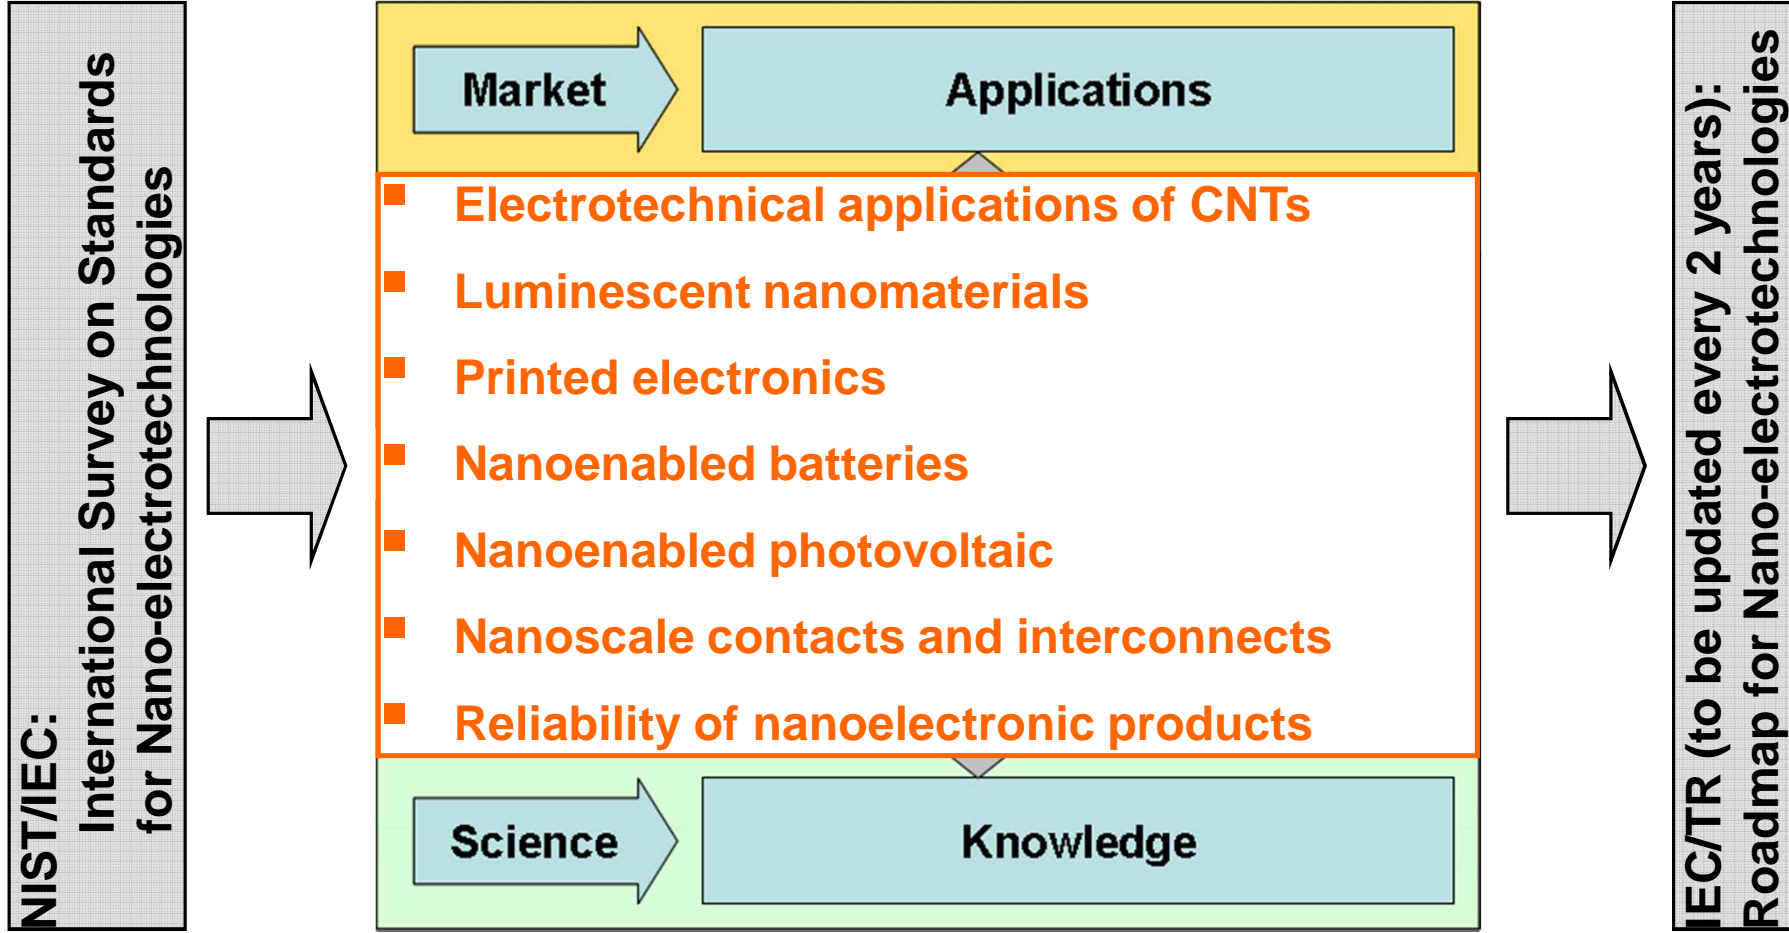 NIST/IEC:
International Survey on Standards
for Nano-electrotechnologies
Market
Applications
▪ Electrotechnical applications of CNTs
▪ Luminescent nanomaterials
▪ Printed electronics
▪ Nanoenabled batteries
▪ Nanoenabled photovoltaic
▪ Nanoscale contacts and interconnects
▪ Reliability of nanoelectronic products
Science
Knowledge
IEC/TR (to be updated every 2 years):
Roadmap for Nano-electrotechnologies